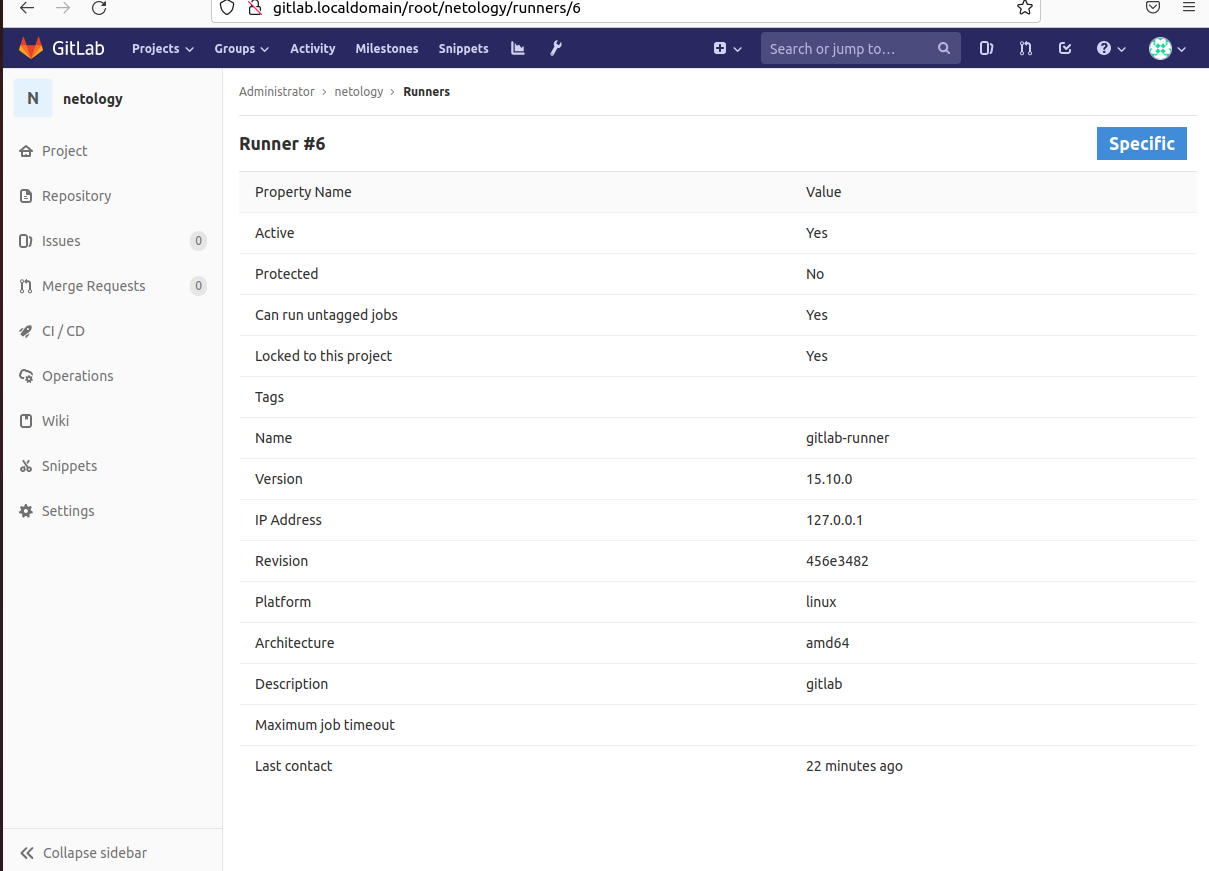 gitlab.localdomain/root/netology/runners/6
GitLab Projects Groups Activity Milestones Snippets Search or jump to…
N netology
Project
Repository
Issues 0
Merge Requests 0
CI / CD
Operations
Wiki
Snippets
Settings
Collapse sidebar
Administrator › netology › Runners
Runner #6 Specific
Property Name Value
Active Yes
Protected No
Can run untagged jobs Yes
Locked to this project Yes
Tags
Name gitlab-runner
Version 15.10.0
IP Address 127.0.0.1
Revision 456e3482
Platform linux
Architecture amd64
Description gitlab
Maximum job timeout
Last contact 22 minutes ago